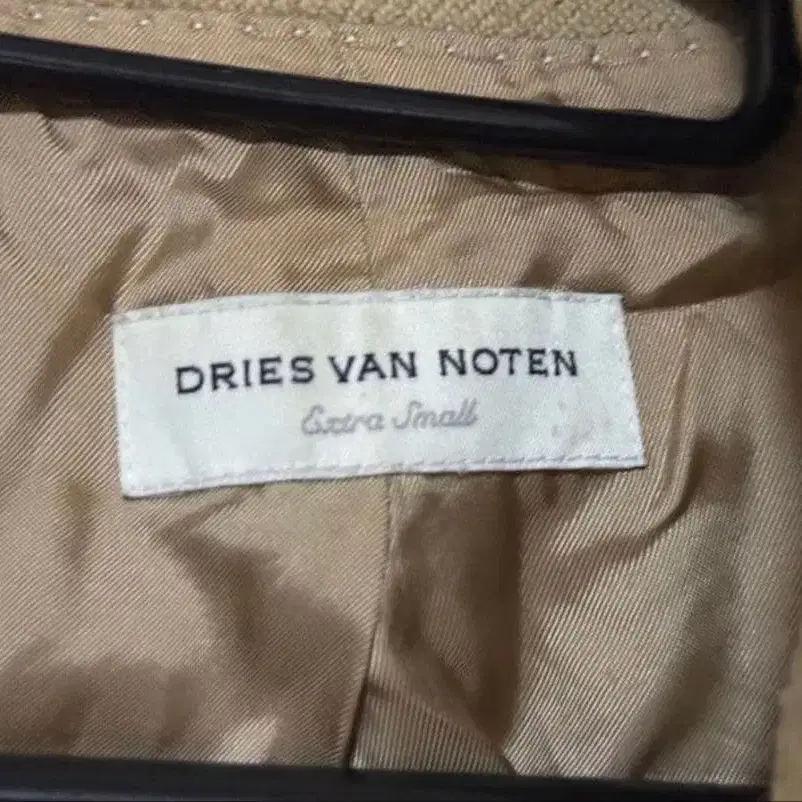 DRIES VAN NOTEN
Extra Small